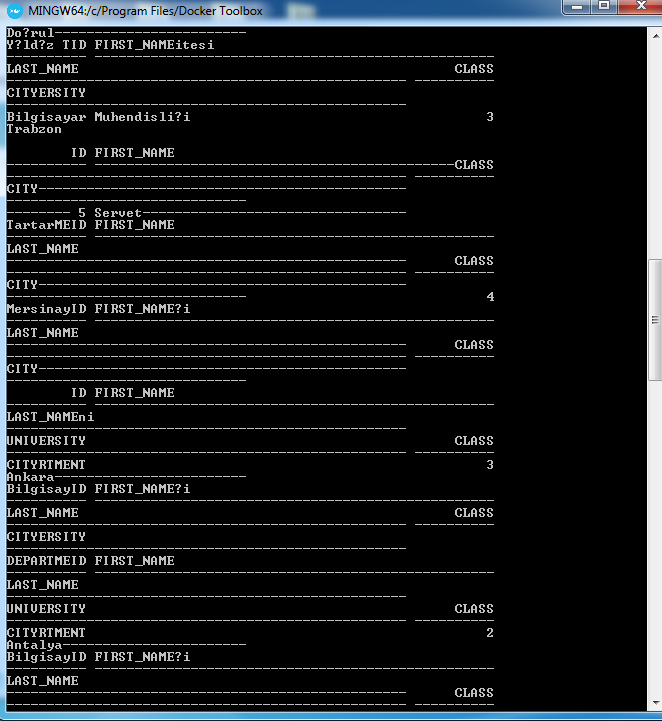 MINGW64:/c/Program Files/Docker Toolbox
Do?rul------------------------
Y?ld?z TID FIRST_NAMEitesi
---------- --------------------------------------------------
LAST_NAME CLASS
-------------------------------------------------- ----------
CITYERSITY
--------------------------------------------------
Bilgisayar Muhendisli?i 3
Trabzon
ID FIRST_NAME
---------- ---------------------------------------------CLASS
-------------------------------------------------- ----------
CITY----------------------------------------------
------------------------------
---------5 Servet---------------------------------
TartarMEID FIRST_NAME
---------- --------------------------------------------------
LAST_NAME
-------------------------------------------------- CLASS
-------------------------------------------------- ----------
CITY----------------------------------------------
------------------------------ 4
MersinayID FIRST_NAME?i
---------- --------------------------------------------------
LAST_NAME
-------------------------------------------------- CLASS
-------------------------------------------------- ----------
CITY----------------------------------------------
------------------------------
ID FIRST_NAME
---------- --------------------------------------------------
LAST_NAMEni
--------------------------------------------------
UNIVERSITY CLASS
-------------------------------------------------- ----------
CITYRTMENT 3
Ankara------------------------
BilgisayID FIRST_NAME?i
---------- --------------------------------------------------
LAST_NAME CLASS
-------------------------------------------------- ----------
CITYERSITY
--------------------------------------------------
DEPARTMEID FIRST_NAME
---------- --------------------------------------------------
LAST_NAME
--------------------------------------------------
UNIVERSITY CLASS
-------------------------------------------------- ----------
CITYRTMENT 2
Antalya-----------------------
BilgisayID FIRST_NAME?i
---------- --------------------------------------------------
LAST_NAME
-------------------------------------------------- CLASS
-------------------------------------------------- ----------